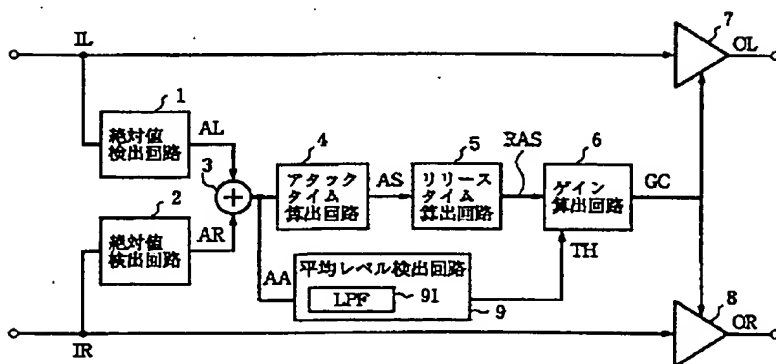 IL
7
OL
1
絶対値
検出回路
AL
3
+
4
アタック
タイム
算出回路
AS
5
リリース
タイム
算出回路
RAS
6
ゲイン
算出回路
GC
2
絶対値
検出回路
AR
AA
平均レベル検出回路
LPF
91
9
TH
8
IR
OR